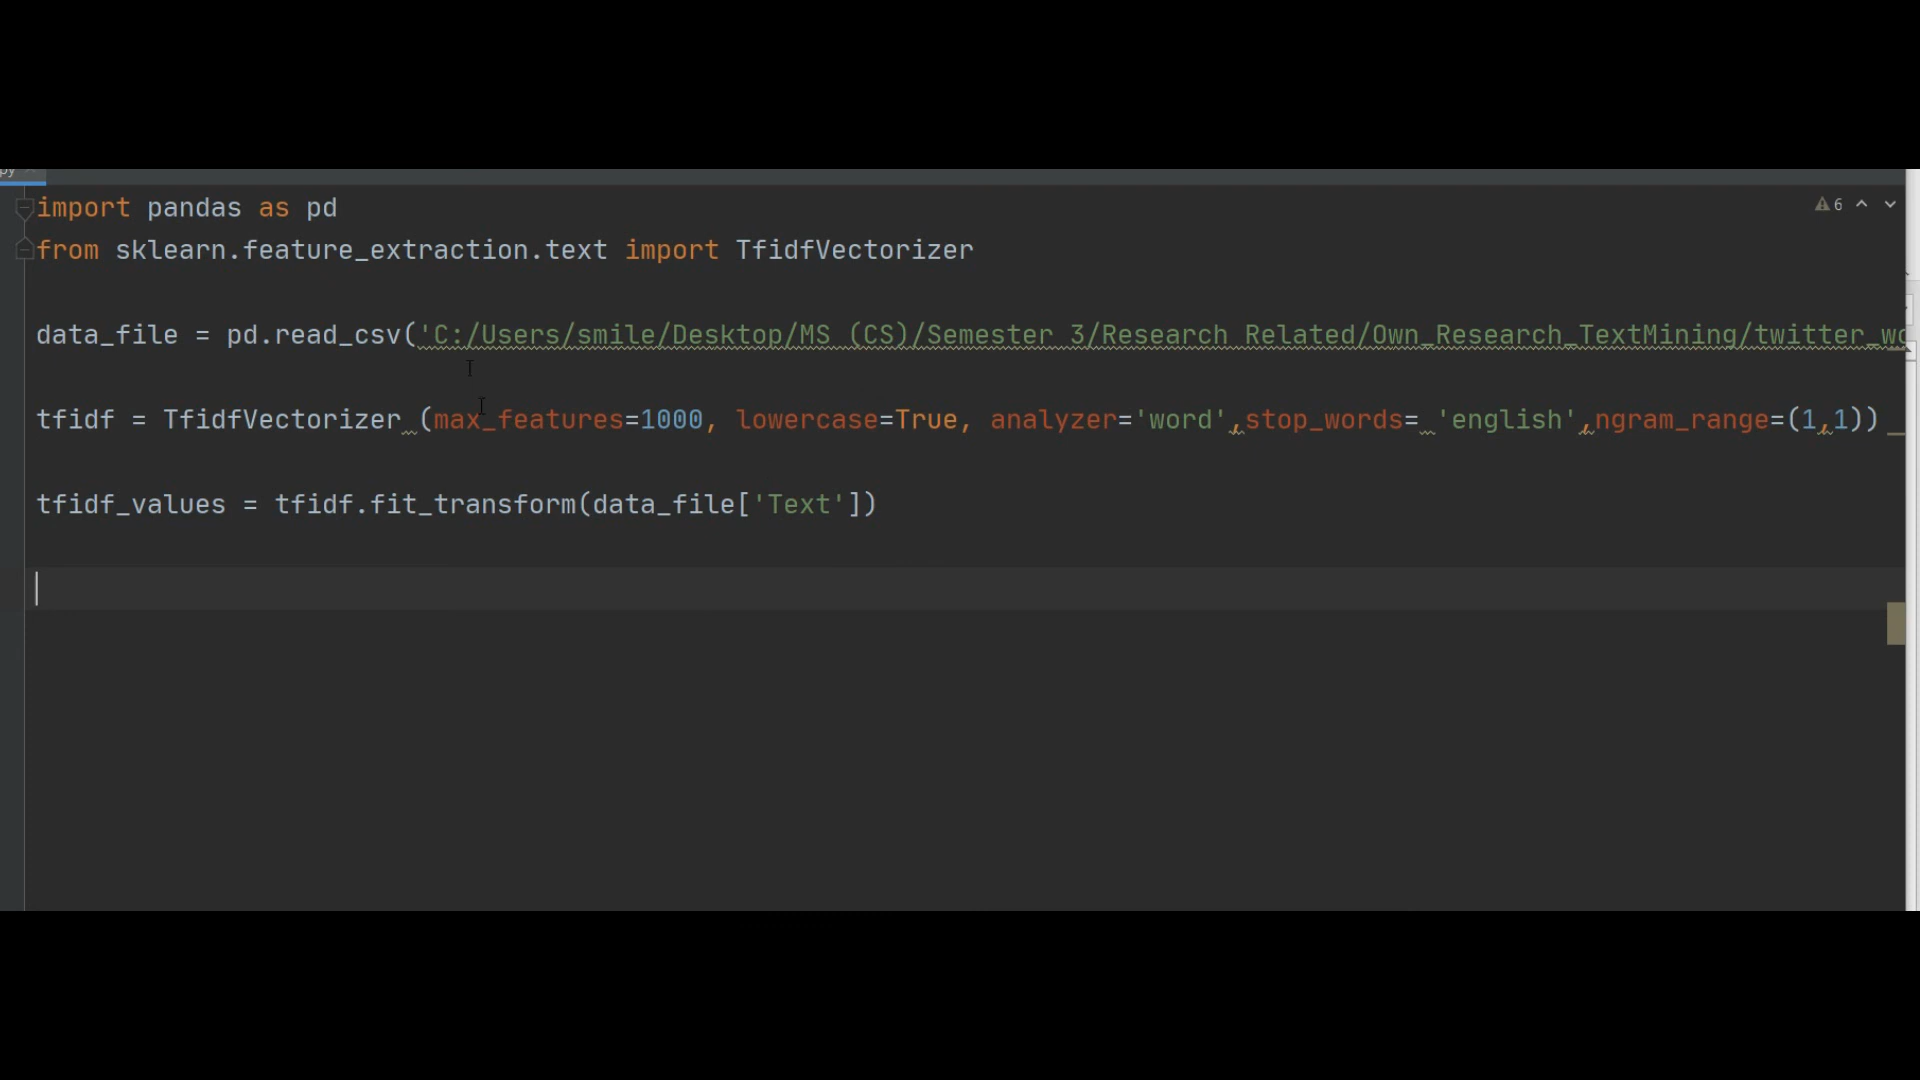 py
6
import pandas as pd
from sklearn.feature_extraction.text import TfidfVectorizer
data_file = pd.read_csv('C:/Users/smile/Desktop/MS (CS)/Semester 3/Research Related/Own_Research_TextMining/twitter_wo
tfidf = TfidfVectorizer (max_features=1000, lowercase=True, analyzer='word',stop_words= 'english',ngram_range=(1,1))
tfidf_values = tfidf.fit_transform(data_file['Text'])